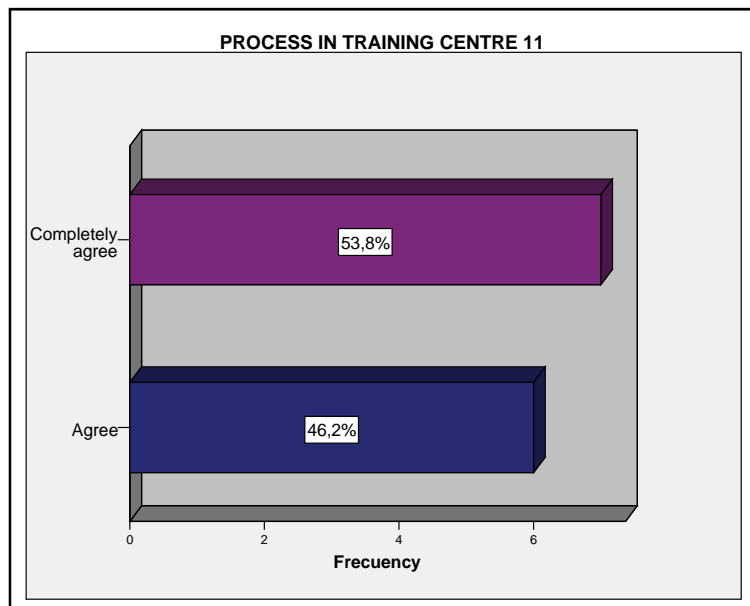 PROCESS IN TRAINING CENTRE 11
Completely
agree
53,8%
Agree
46,2%
0 2 4 6
Frecuency